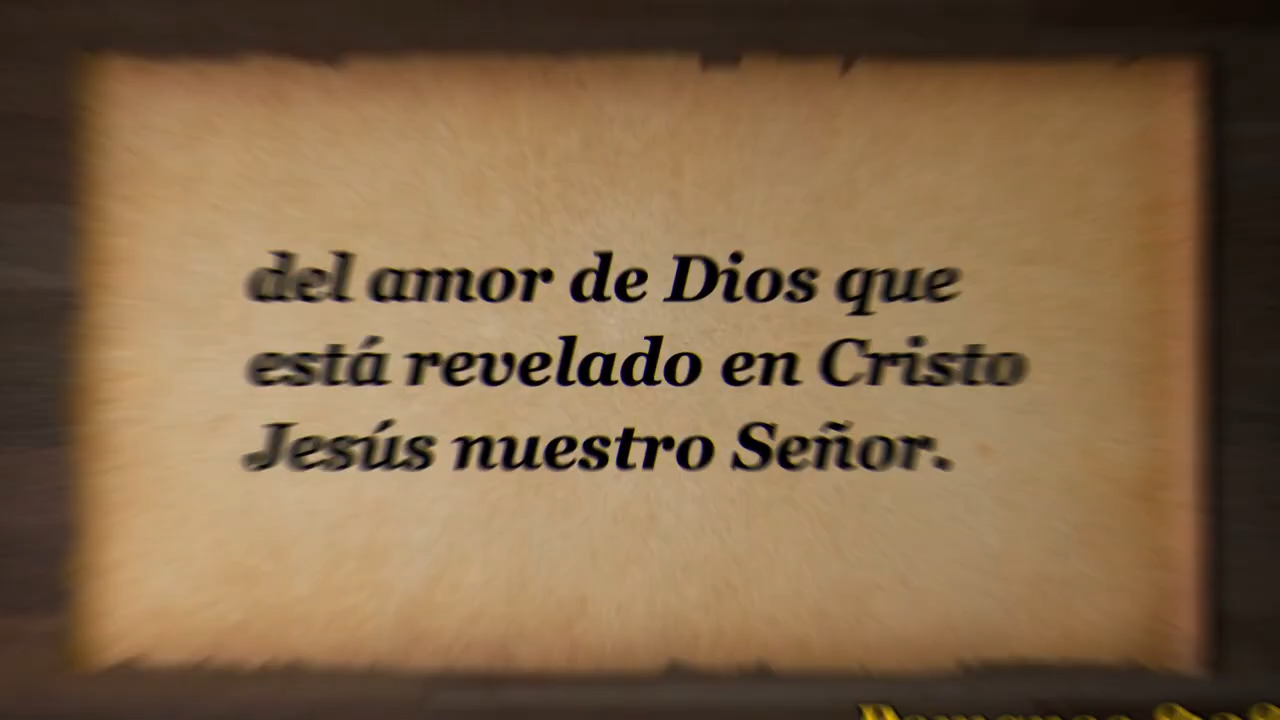 del amor de Dios que
está revelado en Cristo
Jesús nuestro Señor.